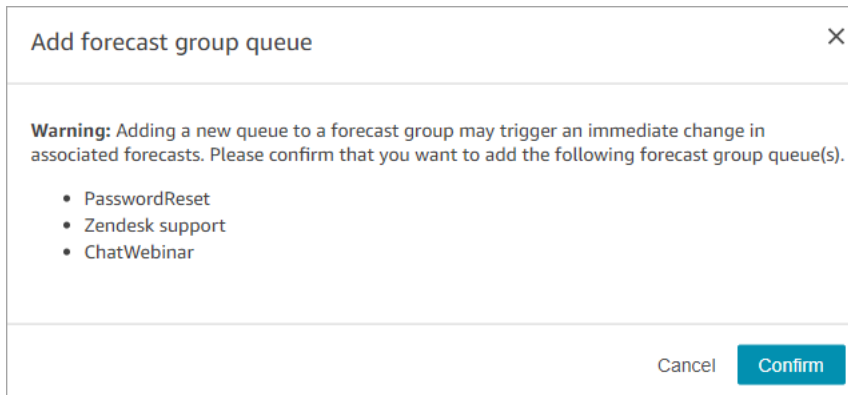 Add forecast group queue
Warning: Adding a new queue to a forecast group may trigger an immediate change in
associated forecasts. Please confirm that you want to add the following forecast group queue(s).
• PasswordReset
• Zendesk support
• ChatWebinar
Cancel Confirm